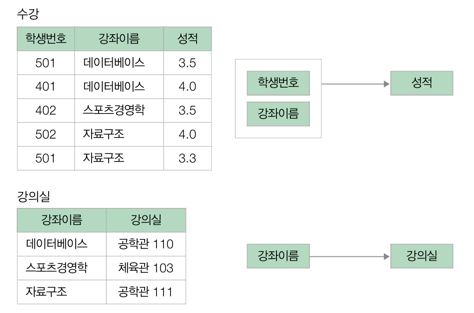 수강
학생번호 강좌이름 성적
501 데이터베이스 3.5
401 데이터베이스 4.0
402 스포츠경영학 3.5
502 자료구조 4.0
501 자료구조 3.3
학생번호 성적
강좌이름
강의실
강좌이름 강의실
데이터베이스 공학관 110
스포츠경영학 체육관 103
자료구조 공학관 111
강좌이름 강의실